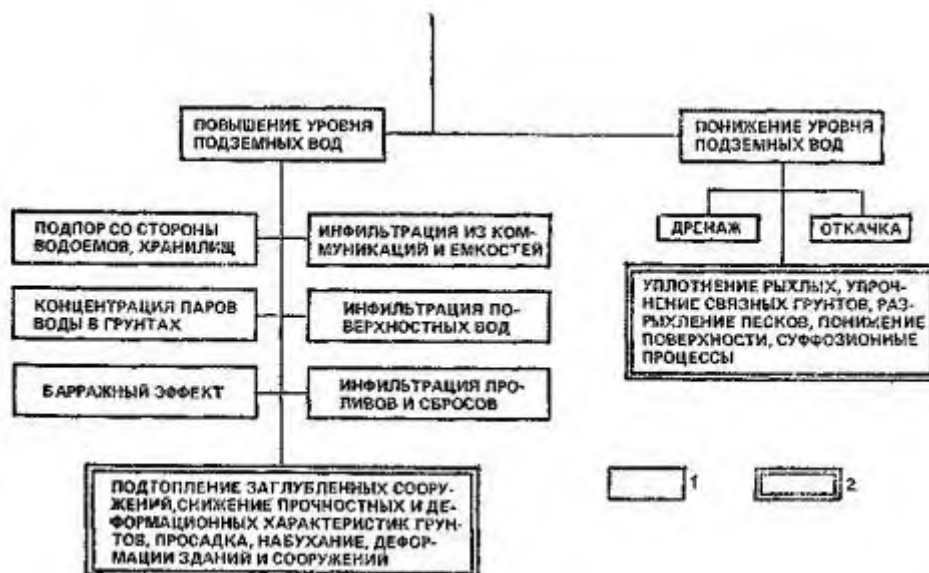 ПОВЫШЕНИЕ УРОВНЯ
ПОДЗЕМНЫХ ВОД
ПОНИЖЕНИЕ УРОВНЯ
ПОДЗЕМНЫХ ВОД
ПОДПОР СО СТОРОНЫ
ВОДОЕМОВ, ХРАНИЛИЩ
ИНФИЛЬТРАЦИЯ ИЗ КОМ-
МУНИКАЦИЙ И ЕМКОСТЕЙ
КОНЦЕНТРАЦИЯ ПАРОВ
ВОДЫ В ГРУНТАХ
ИНФИЛЬТРАЦИЯ ПО-
ВЕРХНОСТНЫХ ВОД
БАРРАЖНЫЙ ЭФФЕКТ
ИНФИЛЬТРАЦИЯ ПРО-
ЛИВОВ И СБРОСОВ
ПОДТОПЛЕНИЕ ЗАГЛУБЛЕННЫХ СООРУ-
ЖЕНИЙ, СНИЖЕНИЕ ПРОЧНОСТНЫХ И ДЕ-
ФОРМАЦИОННЫХ ХАРАКТЕРИСТИК ГРУН-
ТОВ, ПРОСАДКА, НАБУХАНИЕ, ДЕФОР-
МАЦИИ ЗДАНИЙ И СООРУЖЕНИЙ
ДРЕНАЖ
ОТКАЧКА
УПЛОТНЕНИЕ РЫХЛЫХ, УПРОЧ-
НЕНИЕ СВЯЗНЫХ ГРУНТОВ, РАЗ-
РЫХЛЕНИЕ ПЕСКОВ, ПОНИЖЕНИЕ
ПОВЕРХНОСТИ, СУФФОЗИОННЫЕ
ПРОЦЕССЫ
1
2